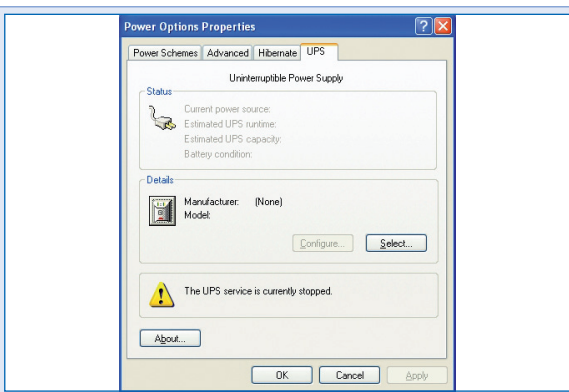 Power Options Properties
Power Schemes Advanced Hibernate UPS
Uninterruptible Power Supply
Status
Current power source:
Estimated UPS runtime:
Estimated UPS capacity:
Battery condition:
Details
Manufacturer: (None)
Model:
Configure... Select...
The UPS service is currently stopped.
About...
OK Cancel Apply